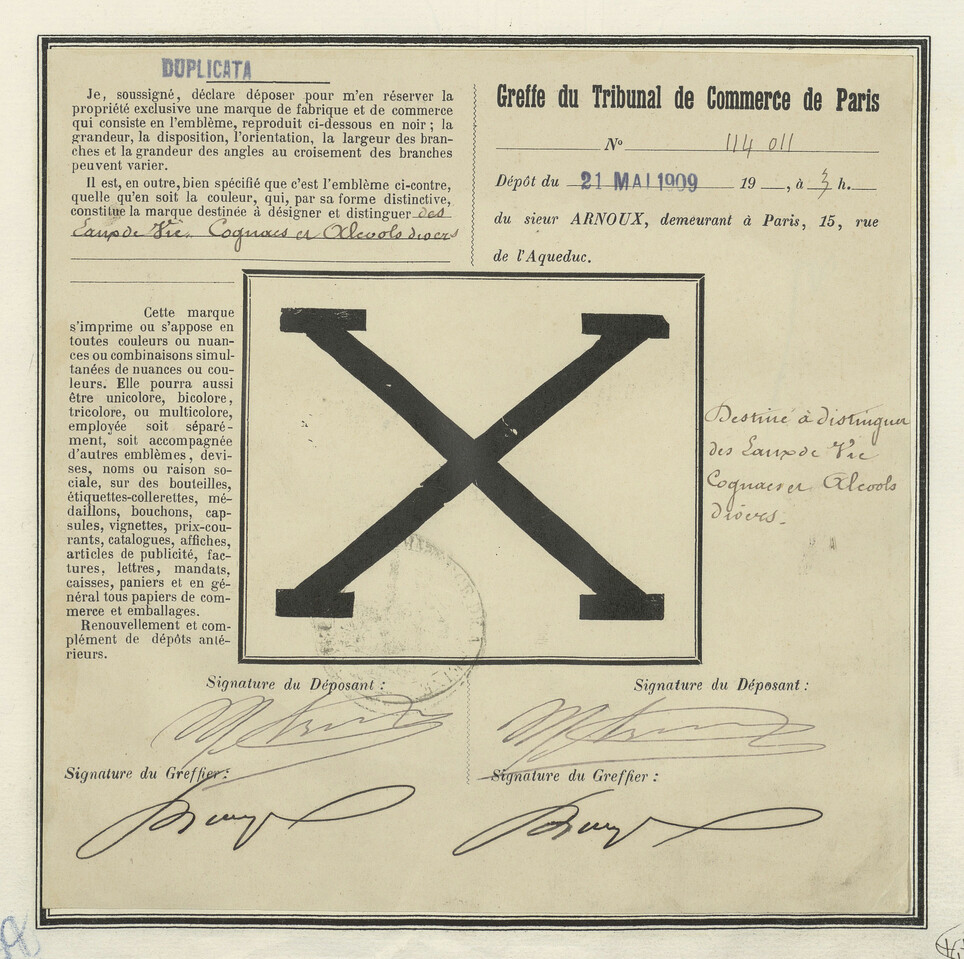 DUPLICATA
Je, soussigné, déclare déposer pour m'en réserver la
propriété exclusive une marque de fabrique et de commerce
qui consiste en l'emblème, reproduit ci-dessous en noir ; la
grandeur, la disposition, l'orientation, la largeur des bran-
ches et la grandeur des angles au croisement des branches
peuvent varier.
Il est, en outre, bien spécifié que c'est l'emblème ci-contre,
quelle qu'en soit la couleur, qui, par sa forme distinctive,
constitue la marque destinée à désigner et distinguer des
Eaux de Vie Cognacs et Alcools divers
Greffe du Tribunal de Commerce de Paris
No 114 011
Dépôt du 21 MAI 1909 19 , à 3 h.
du sieur ARNOUX, demeurant à Paris, 15, rue
de l'Aqueduc.
Cette marque
s'imprime ou s'appose en
toutes couleurs ou nuan-
ces ou combinaisons simul-
tanées de nuances ou cou-
leurs. Elle pourra aussi
être unicolore, bicolore,
tricolore, ou multicolore,
employée soit séparé-
ment, soit accompagnée
d'autres emblèmes, devi-
ses, noms ou raison so-
ciale, sur des bouteilles,
étiquettes-collerettes, mé-
daillons, bouchons, cap-
sules, vignettes, prix-cou-
rants, catalogues, affiches,
articles de publicité, fac-
tures, lettres, mandats,
caisses, paniers et en gé-
néral tous papiers de com-
merce et emballages.
Renouvellement et com-
plément de dépôts anté-
rieurs.
X
Destiné à distinguer
des Eaux de Vie
Cognacs et Alcools
divers.
Signature du Déposant :
Signature du Déposant :
Signature du Greffier :
Signature du Greffier :